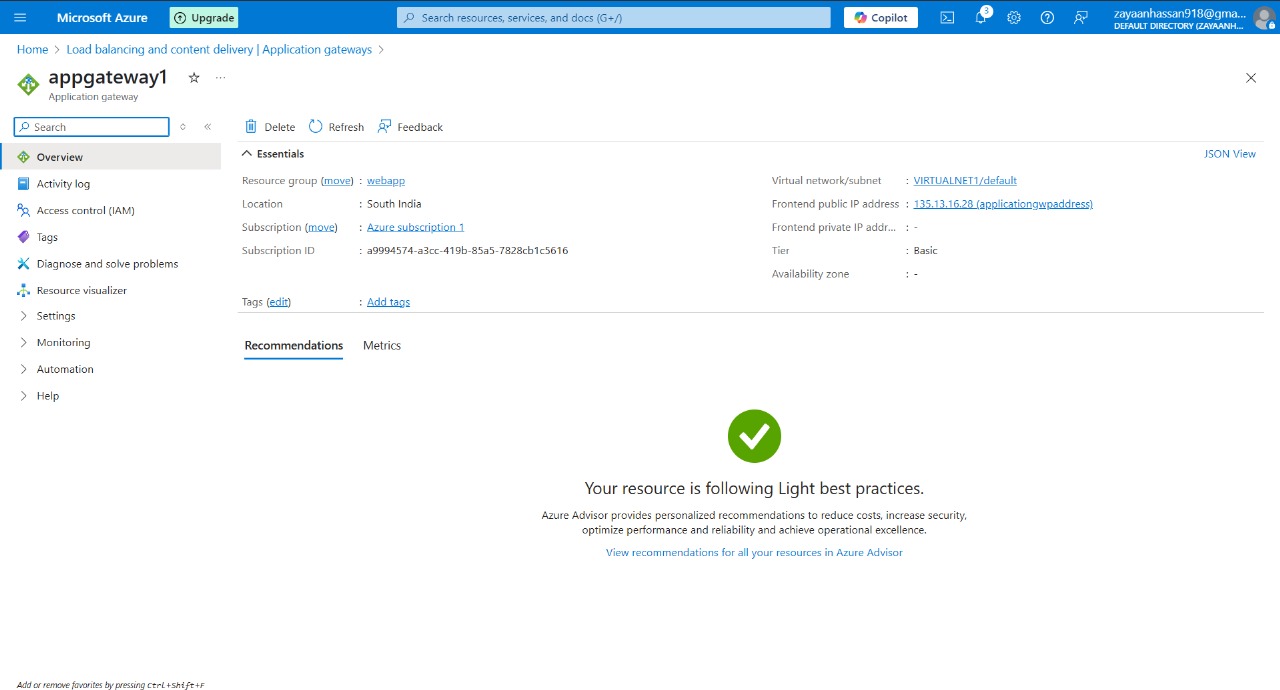 Microsoft Azure
Upgrade
Search resources, services, and docs (G+/)
Copilot
3
zayaanhassan918@gma...
DEFAULT DIRECTORY (ZAYAANH...
Home > Load balancing and content delivery | Application gateways >
appgateway1
Application gateway
Search
Delete
Refresh
Feedback
Overview
Activity log
Access control (IAM)
Tags
Diagnose and solve problems
Resource visualizer
Settings
Monitoring
Automation
Help
Essentials
JSON View
Resource group (move) : webapp
Location : South India
Subscription (move) : Azure subscription 1
Subscription ID : a9994574-a3cc-419b-85a5-7828cb1c5616
Virtual network/subnet : VIRTUALNET1/default
Frontend public IP address : 135.13.16.28 (applicationgwpaddress)
Frontend private IP addr... : -
Tier : Basic
Availability zone : -
Tags (edit) : Add tags
Recommendations
Metrics
Your resource is following Light best practices.
Azure Advisor provides personalized recommendations to reduce costs, increase security,
optimize performance and reliability and achieve operational excellence.
View recommendations for all your resources in Azure Advisor
Add or remove favorites by pressing Ctrl+Shift+F